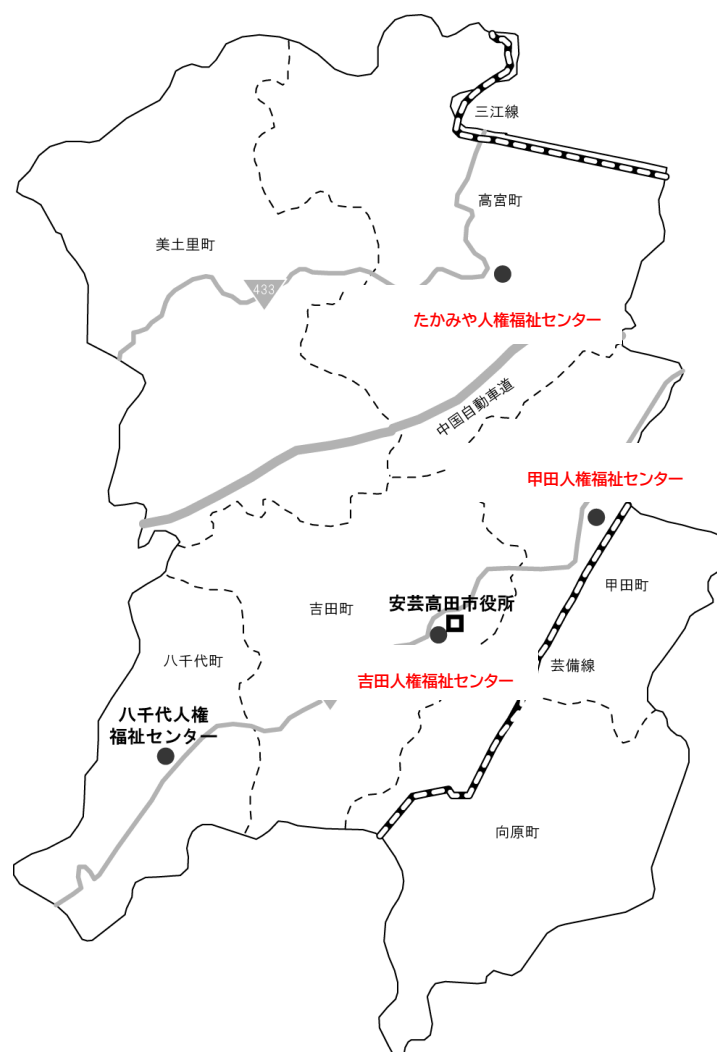 三江線
高宮町
美土里町
433
たかみや人権福祉センター
中国自動車道
甲田人権福祉センター
甲田町
吉田町
安芸高田市役所
八千代町
芸備線
吉田人権福祉センター
八千代人権
福祉センター
向原町